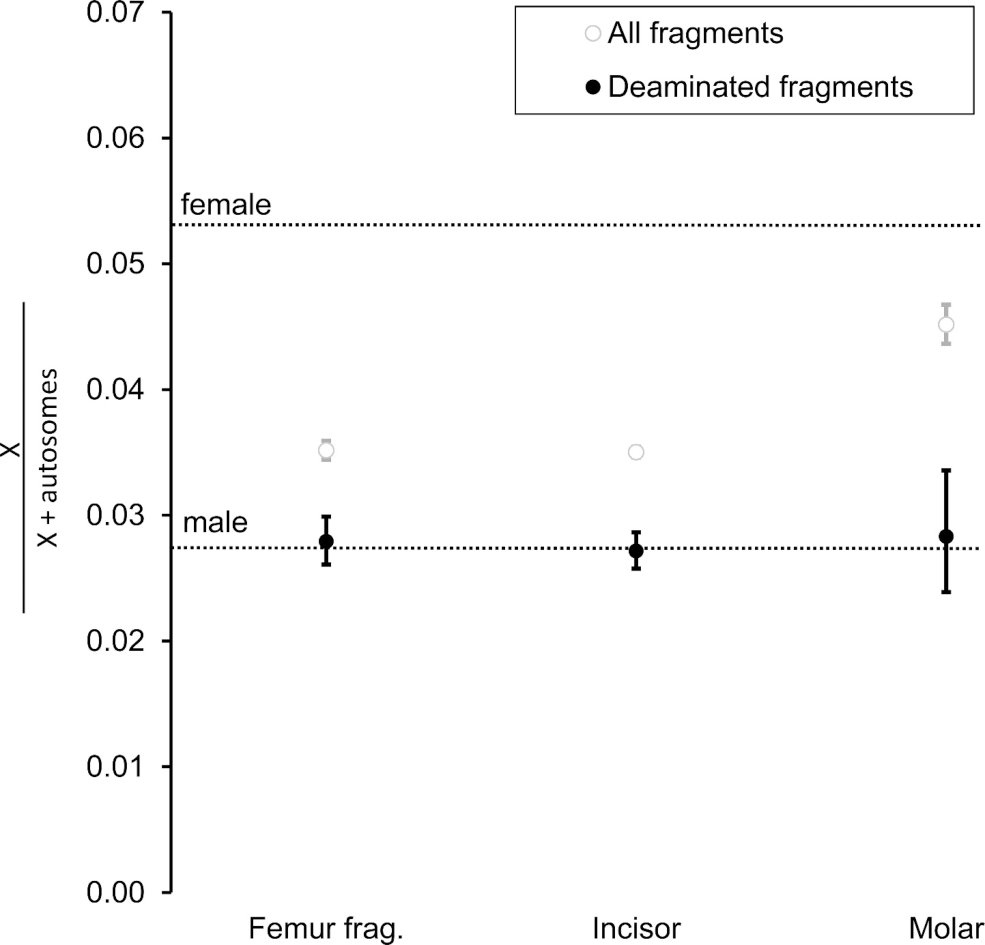 0.07
All fragments
Deaminated fragments
0.06
female
0.05
0.04
X
X + autosomes
0.03
male
0.02
0.01
0.00
Femur frag.
Incisor
Molar